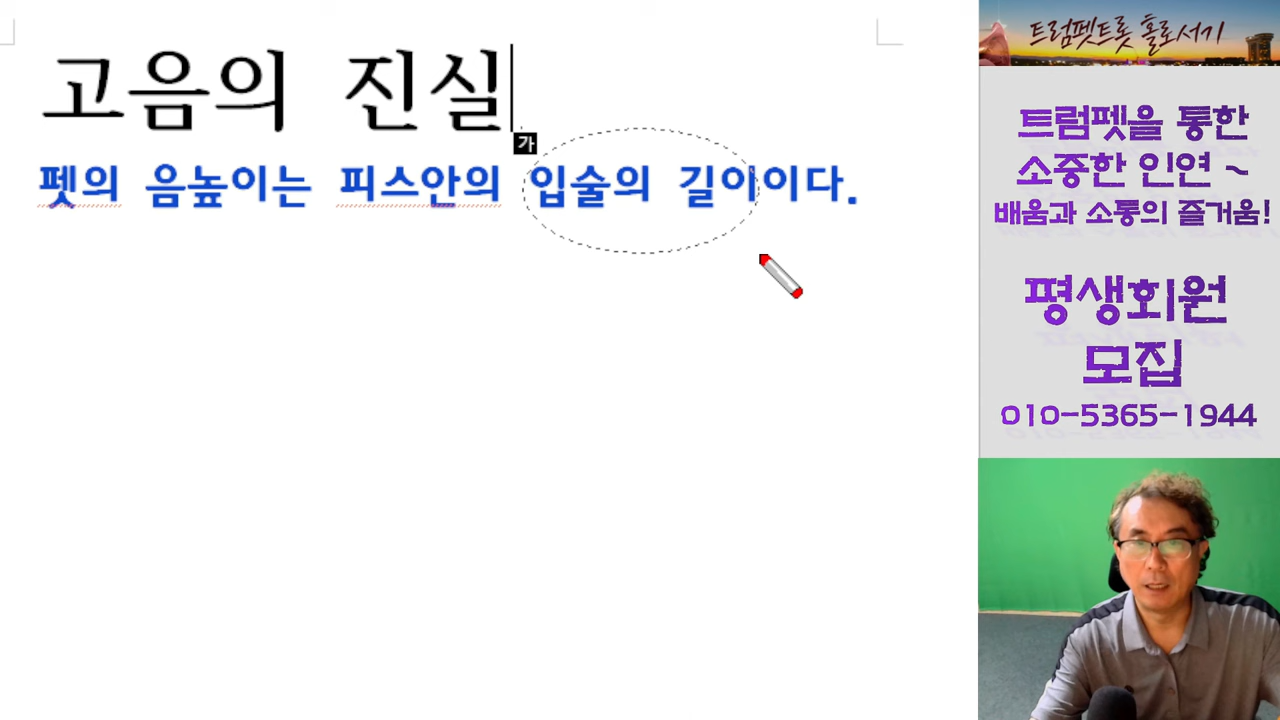 고음의 진실
가
펫의 음높이는 피스안의 입술의 길이이다.
트럼펫트롯 홀로서기
트럼펫을 통한
소중한 인연 ~
배움과 소통의 즐거움!
평생회원
모집
010-5365-1944